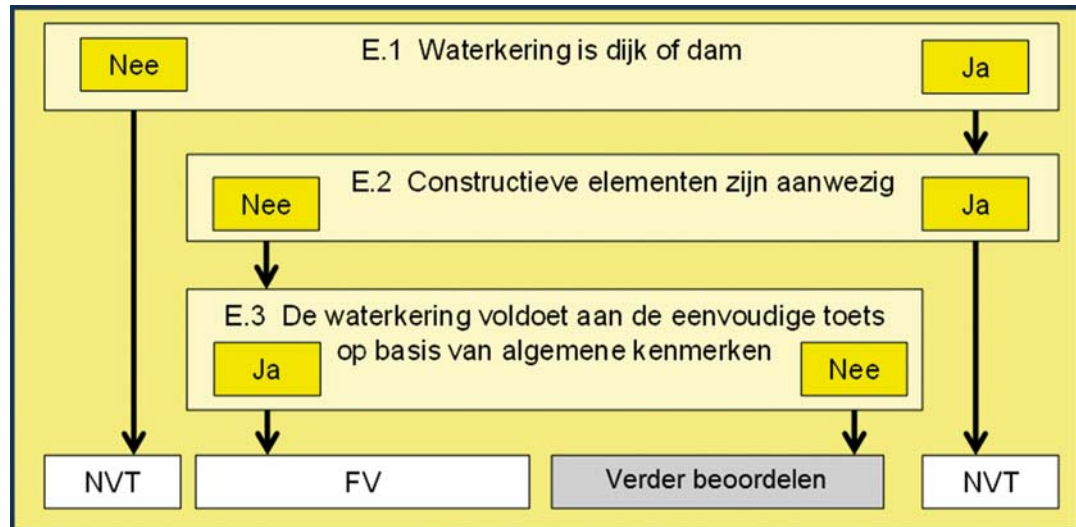 E.1 Waterkering is dijk of dam
Nee
Ja
E.2 Constructieve elementen zijn aanwezig
Nee
Ja
E.3 De waterkering voldoet aan de eenvoudige toets
op basis van algemene kenmerken
Ja
Nee
NVT
FV
Verder beoordelen
NVT